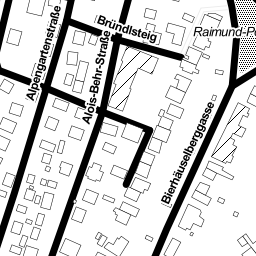 Bründlsteig
Raimund-P
Alpengartenstraße
Alois-Behr-Straße
Bierhäuselberggasse